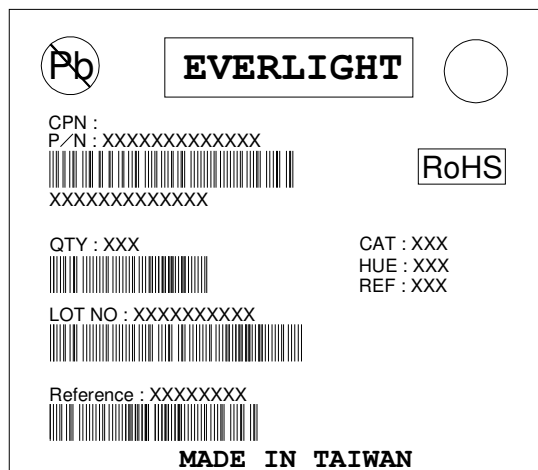 Pb
EVERLIGHT
CPN :
P/N : XXXXXXXXXXXXX
RoHS
XXXXXXXXXXXXX
QTY : XXX
CAT : XXX
HUE : XXX
REF : XXX
LOT NO : XXXXXXXXXX
Reference : XXXXXXXX
MADE IN TAIWAN